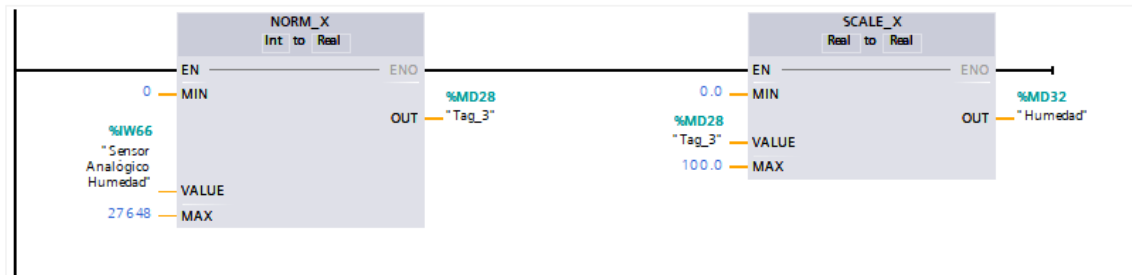 NORM_X
Int to Real
EN ENO
0 MIN
%MD28
OUT "Tag_3"
%IW66
"Sensor
Analógico
Humedad"
VALUE
27648 MAX
SCALE_X
Real to Real
EN ENO
0.0 MIN
%MD32
OUT "Humedad"
%MD28
"Tag_3" VALUE
100.0 MAX